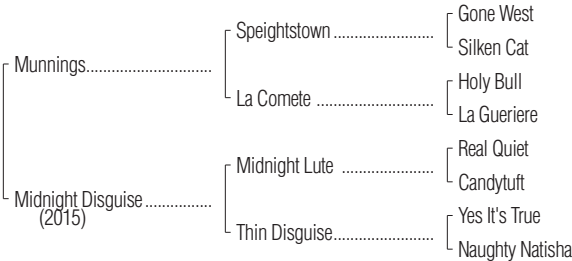 Gone West
Speightstown
Silken Cat
Munnings
Holy Bull
La Comete
La Gueriere
Real Quiet
Midnight Lute
Candytuft
Midnight Disguise
(2015)
Yes It's True
Thin Disguise
Naughty Natisha